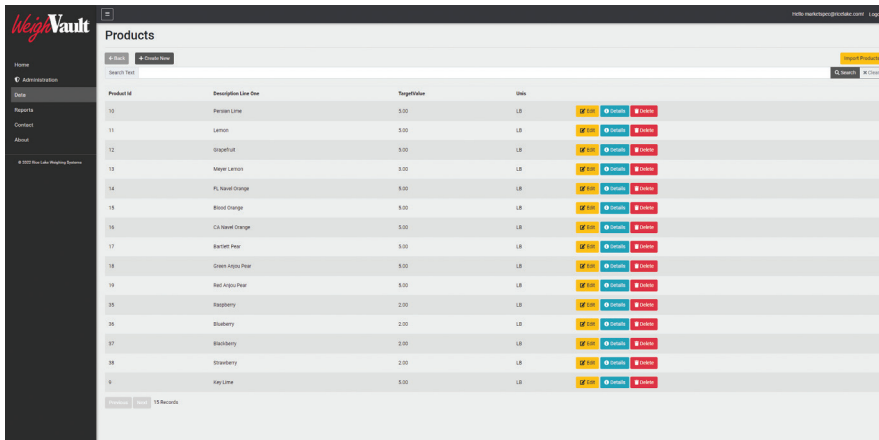 WeighVault
Hello marketspec@ricelake.com! Logo
Products
Back Create New
Import Products
Search Text
Search Clear
Home
Administration
Data
Reports
Contact
About
© 2022 Rice Lake Weighing Systems
Product Id Description Line One TargetValue Units
10 Persian Lime 5.00 LB Edit Details Delete
11 Lemon 5.00 LB Edit Details Delete
12 Grapefruit 5.00 LB Edit Details Delete
13 Meyer Lemon 5.00 LB Edit Details Delete
14 FL Navel Orange 5.00 LB Edit Details Delete
15 Blood Orange 5.00 LB Edit Details Delete
16 CA Navel Orange 5.00 LB Edit Details Delete
17 Bartlett Pear 5.00 LB Edit Details Delete
18 Green Anjou Pear 5.00 LB Edit Details Delete
19 Red Anjou Pear 5.00 LB Edit Details Delete
35 Raspberry 2.00 LB Edit Details Delete
36 Blueberry 2.00 LB Edit Details Delete
37 Blackberry 2.00 LB Edit Details Delete
38 Strawberry 2.00 LB Edit Details Delete
9 Key Lime 5.00 LB Edit Details Delete
Previous Next 15 Records